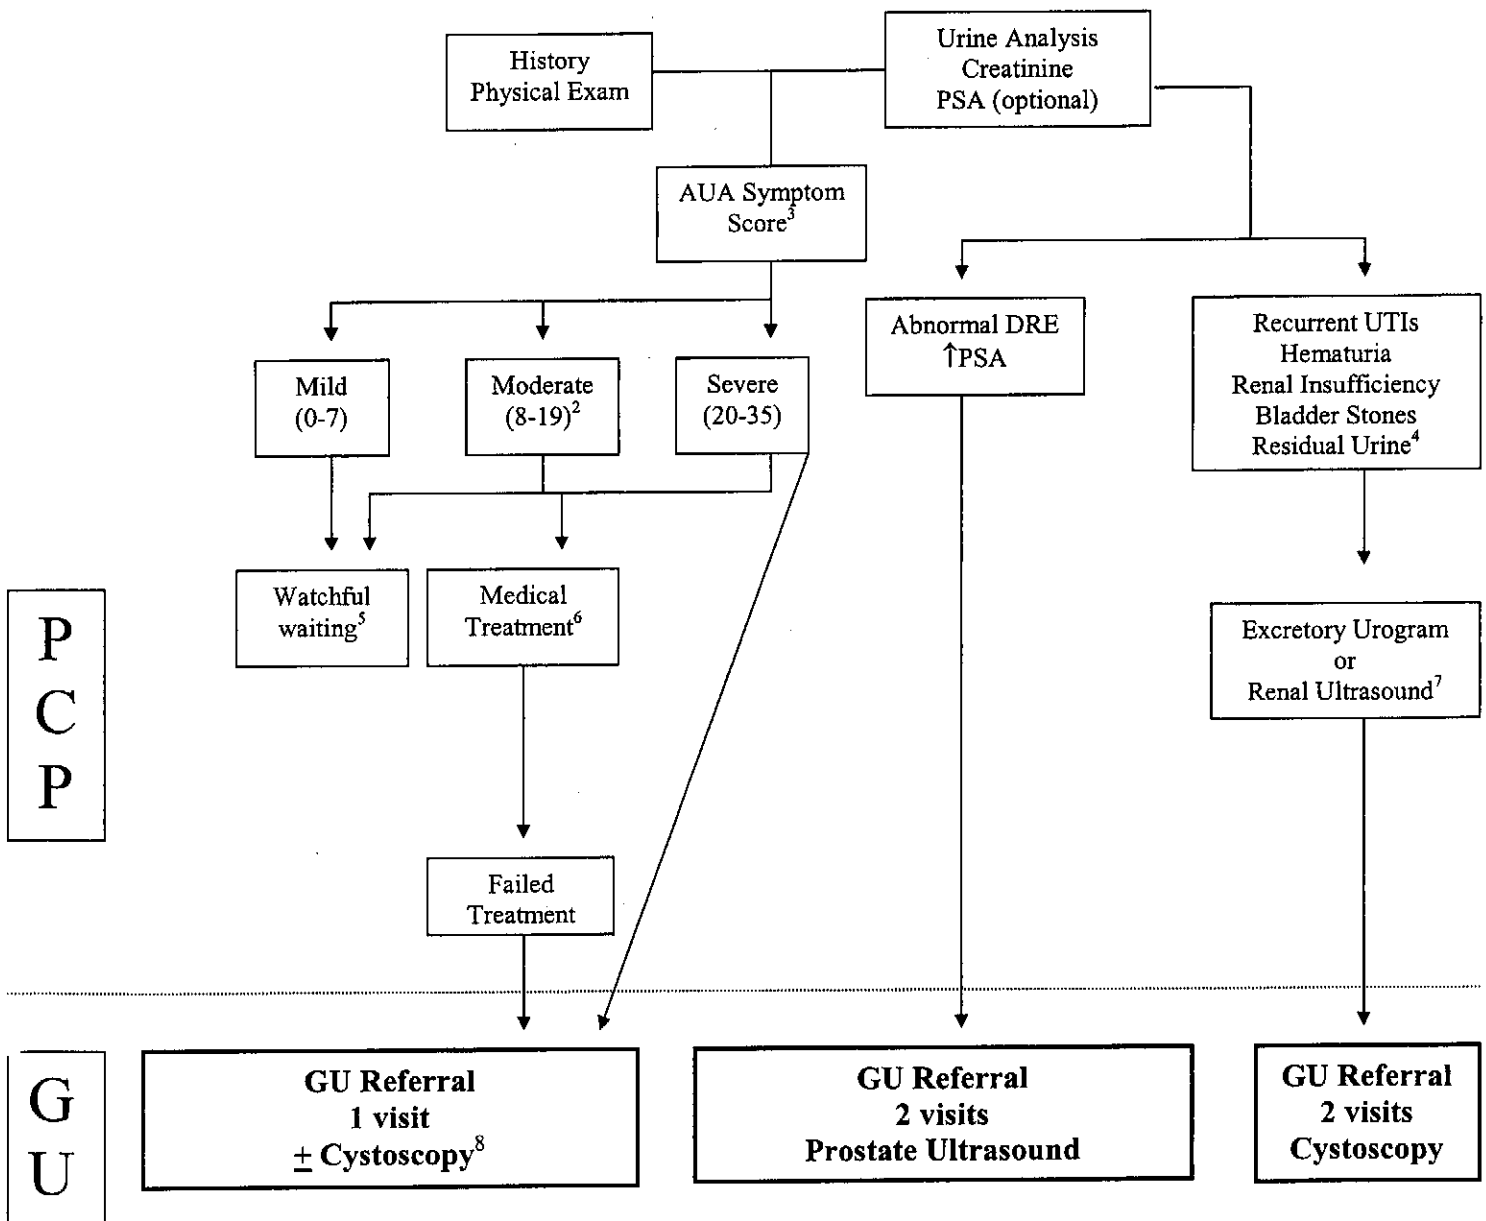 History
Physical Exam
Urine Analysis
Creatinine
PSA (optional)
AUA Symptom
Score³
Mild
(0-7)
Moderate
(8-19)²
Severe
(20-35)
Abnormal DRE
↑PSA
Recurrent UTIs
Hematuria
Renal Insufficiency
Bladder Stones
Residual Urine⁴
Watchful
waiting⁵
Medical
Treatment⁶
Excretory Urogram
or
Renal Ultrasound⁷
P
C
P
Failed
Treatment
G
U
GU Referral
1 visit
± Cystoscopy⁸
GU Referral
2 visits
Prostate Ultrasound
GU Referral
2 visits
Cystoscopy